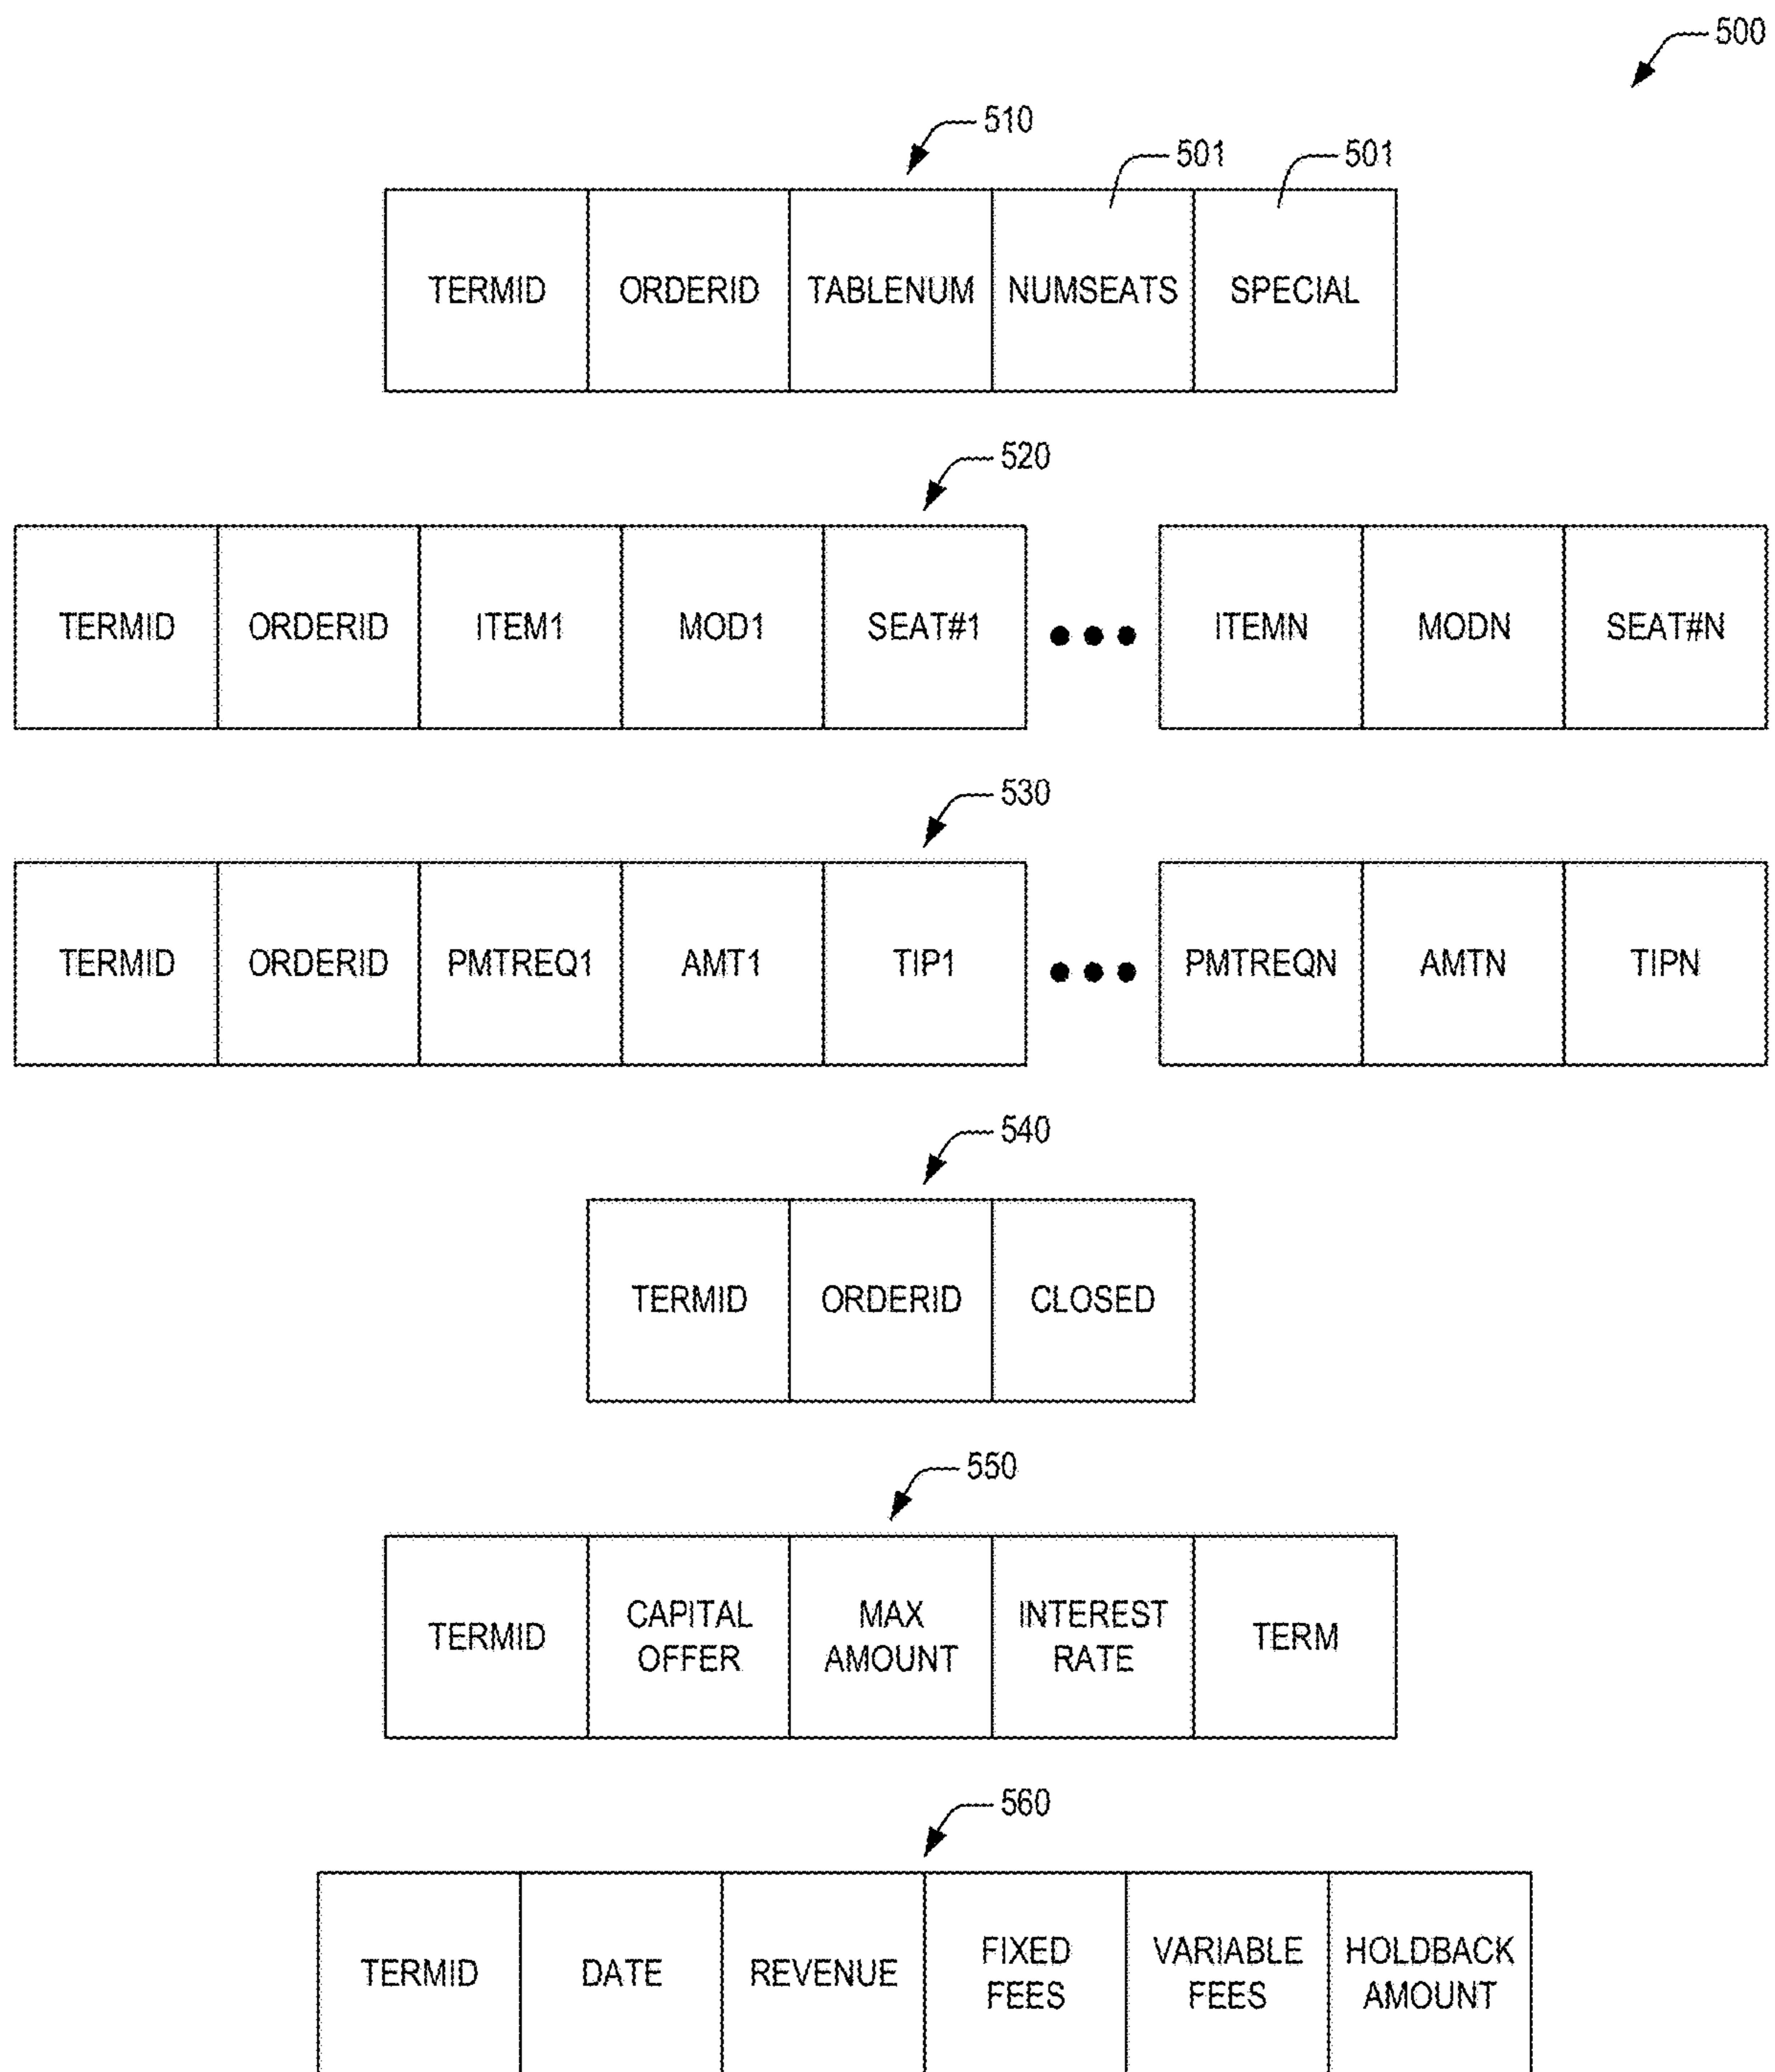 500
510
501 501
TERMID ORDERID TABLENUM NUMSEATS SPECIAL
520
TERMID ORDERID ITEM1 MOD1 SEAT#1 ●●● ITEMN MODN SEAT#N
530
TERMID ORDERID PMTREQ1 AMT1 TIP1 ●●● PMTREQN AMTN TIPN
540
TERMID ORDERID CLOSED
550
TERMID CAPITAL OFFER MAX AMOUNT INTEREST RATE TERM
560
TERMID DATE REVENUE FIXED FEES VARIABLE FEES HOLDBACK AMOUNT